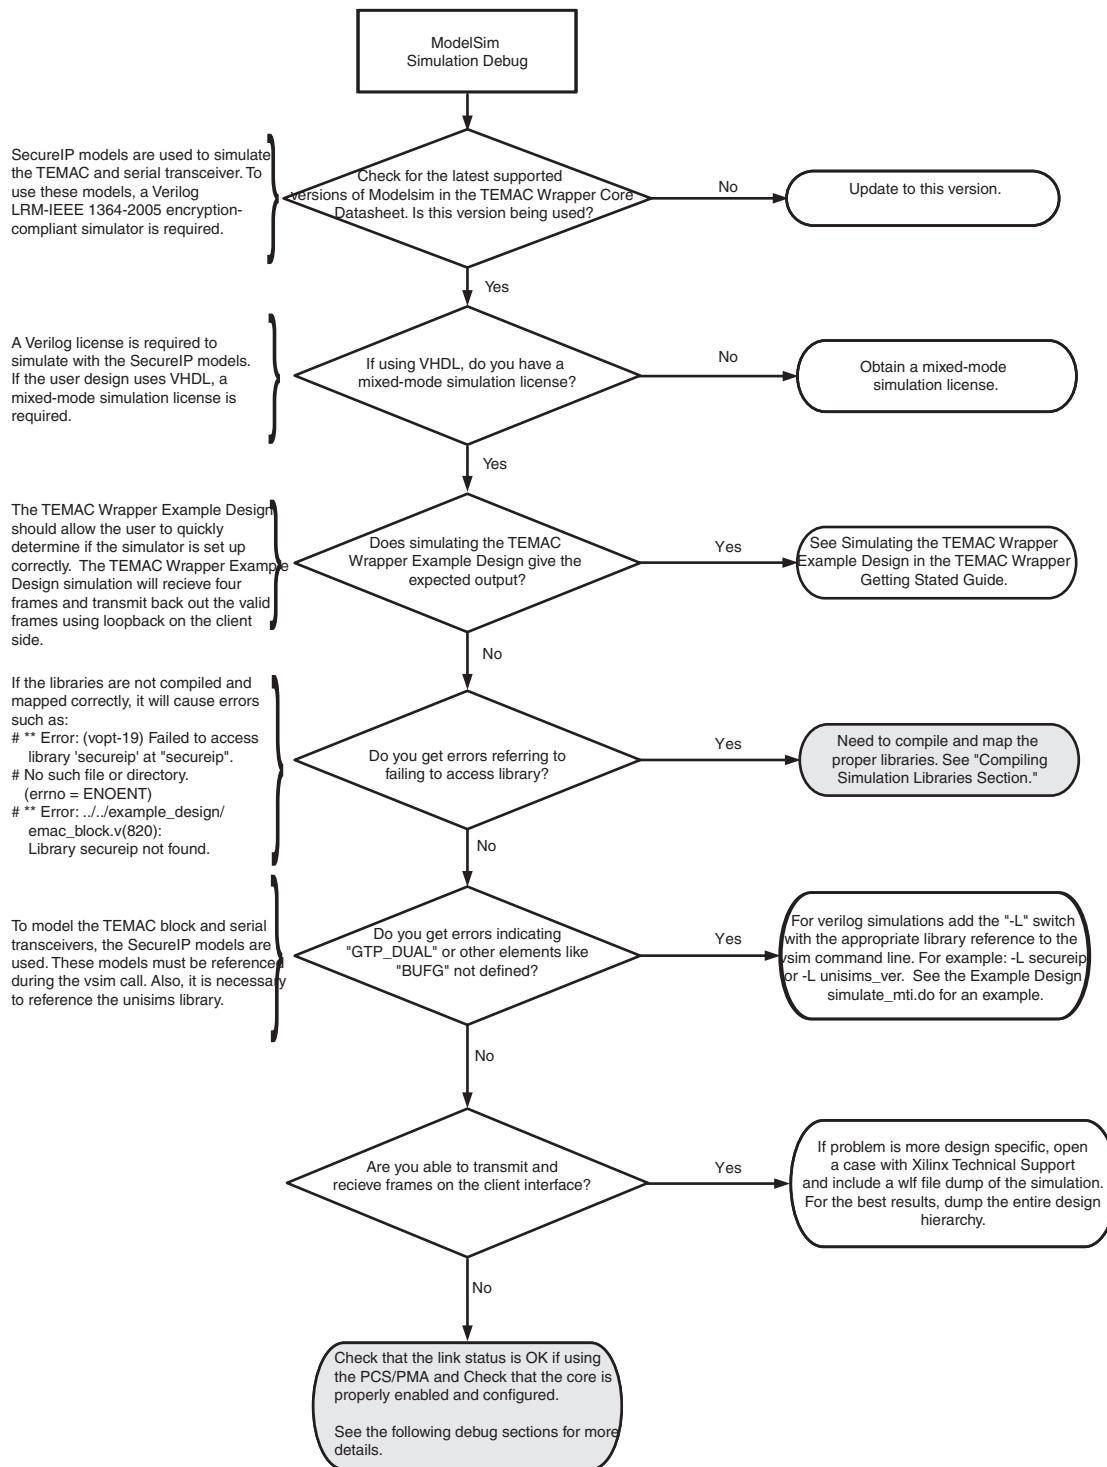 ModelSim
Simulation Debug
SecureIP models are used to simulate
the TEMAC and serial transceiver. To
use these models, a Verilog
LRM-IEEE 1364-2005 encryption-
compliant simulator is required.
Check for the latest supported
versions of Modelsim in the TEMAC Wrapper Core
Datasheet. Is this version being used?
No
Update to this version.
Yes
A Verilog license is required to
simulate with the SecureIP models.
If the user design uses VHDL, a
mixed-mode simulation license is
required.
If using VHDL, do you have a
mixed-mode simulation license?
No
Obtain a mixed-mode
simulation license.
Yes
The TEMAC Wrapper Example Design
should allow the user to quickly
determine if the simulator is set up
correctly.  The TEMAC Wrapper Example
Design simulation will recieve four
frames and transmit back out the valid
frames using loopback on the client
side.
Does simulating the TEMAC
Wrapper Example Design give the
expected output?
Yes
See Simulating the TEMAC Wrapper
Example Design in the TEMAC Wrapper
Getting Stated Guide.
No
If the libraries are not compiled and
mapped correctly, it will cause errors
such as:
# ** Error: (vopt-19) Failed to access
library 'secureip' at "secureip".
# No such file or directory.
(errno = ENOENT)
# ** Error: ../../example_design/
emac_block.v(820):
Library secureip not found.
Do you get errors referring to
failing to access library?
Yes
Need to compile and map the
proper libraries. See "Compiling
Simulation Libraries Section."
No
To model the TEMAC block and serial
transceivers, the SecureIP models are
used. These models must be referenced
during the vsim call. Also, it is necessary
to reference the unisims library.
Do you get errors indicating
"GTP_DUAL" or other elements like
"BUFG" not defined?
Yes
For verilog simulations add the "-L" switch
with the appropriate library reference to the
vsim command line. For example: -L secureip
or -L unisims_ver.  See the Example Design
simulate_mti.do for an example.
No
Are you able to transmit and
recieve frames on the client interface?
Yes
If problem is more design specific, open
a case with Xilinx Technical Support
and include a wlf file dump of the simulation.
For the best results, dump the entire design
hierarchy.
No
Check that the link status is OK if using
the PCS/PMA and Check that the core is
properly enabled and configured.
See the following debug sections for more
details.